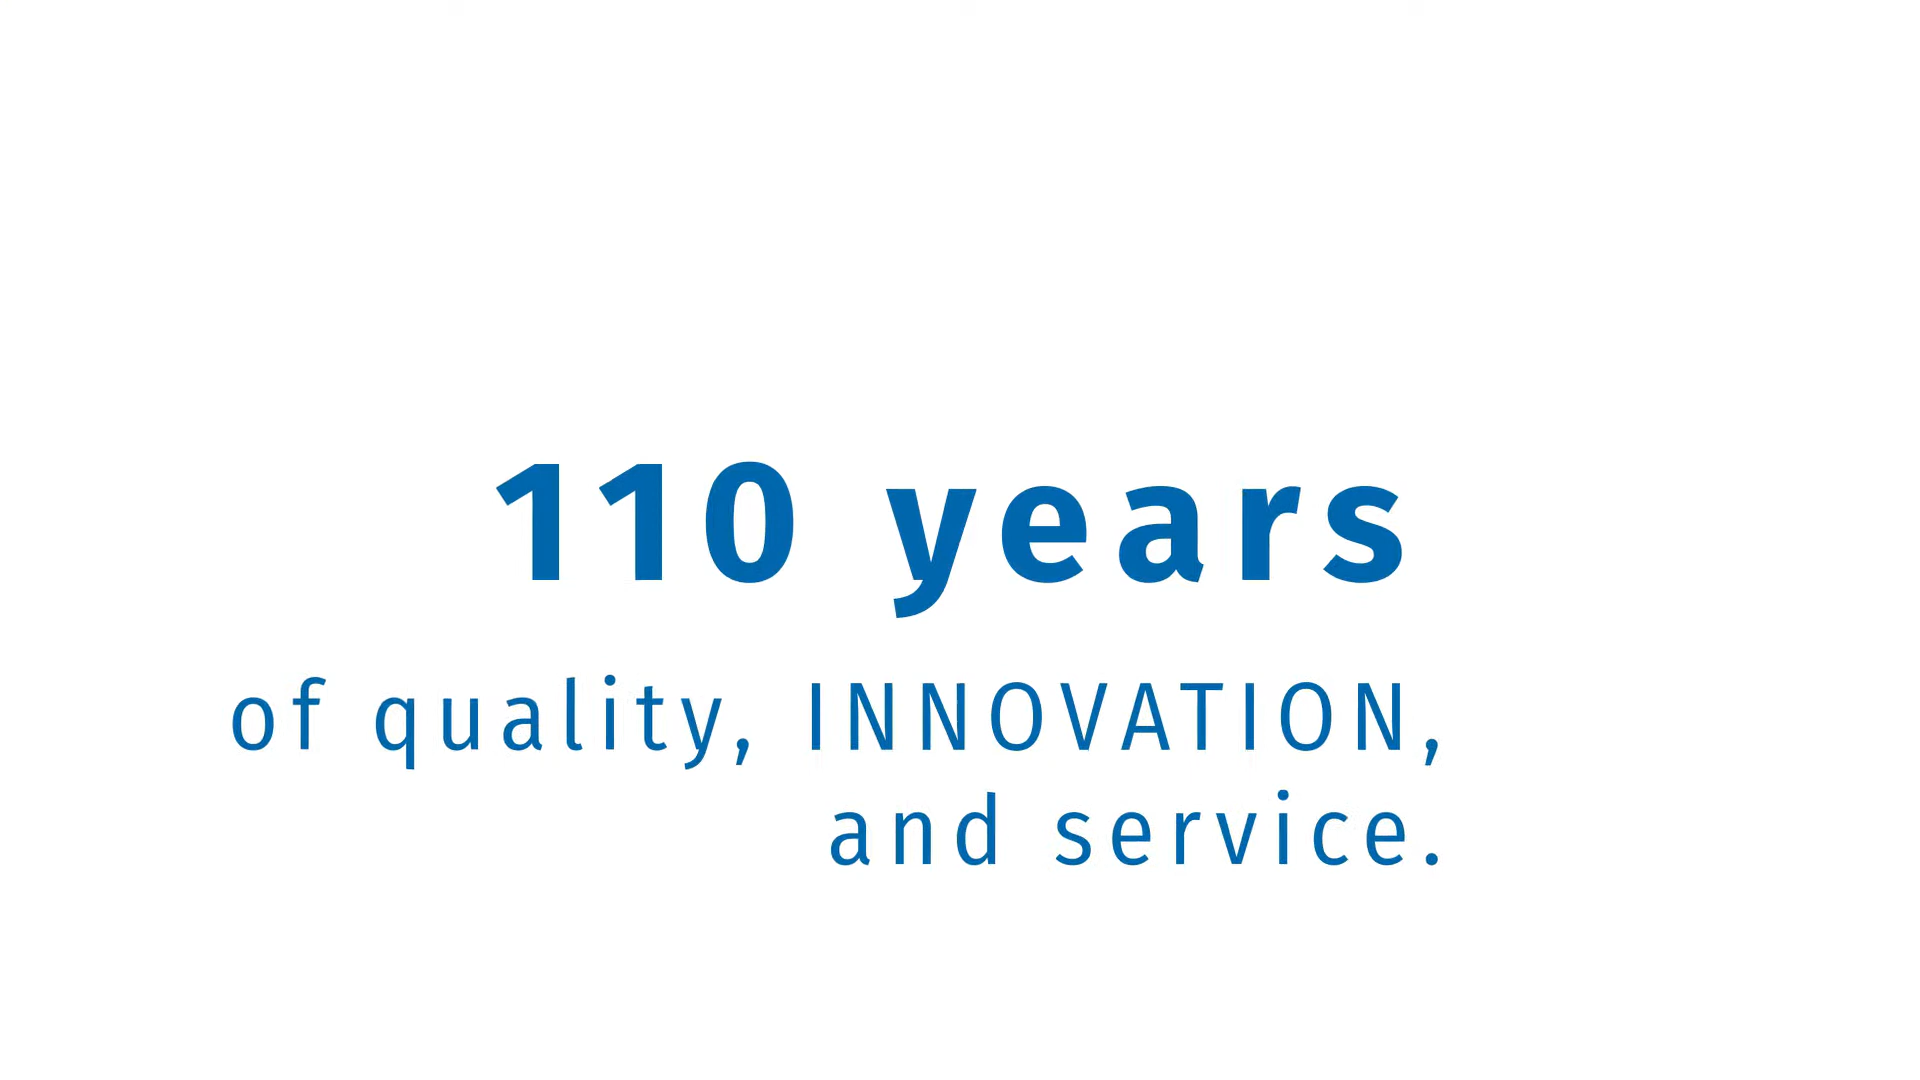 110 years
of quality, INNOVATION,
and service.